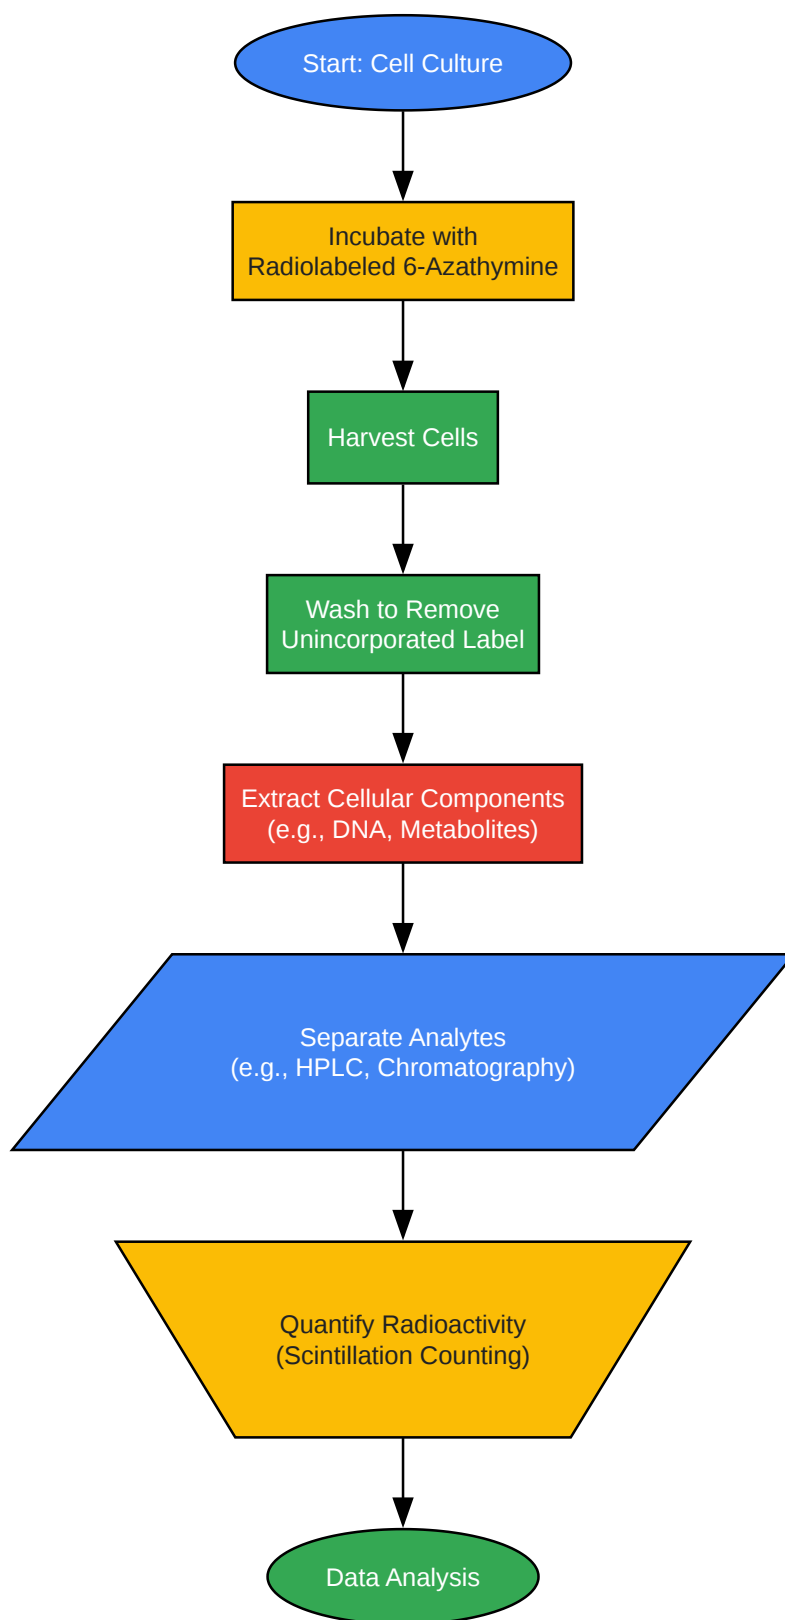 Start: Cell Culture
Incubate with
Radiolabeled 6-Azathymine
Harvest Cells
Wash to Remove
Unincorporated Label
Extract Cellular Components
(e.g., DNA, Metabolites)
Separate Analytes
(e.g., HPLC, Chromatography)
Quantify Radioactivity
(Scintillation Counting)
Data Analysis